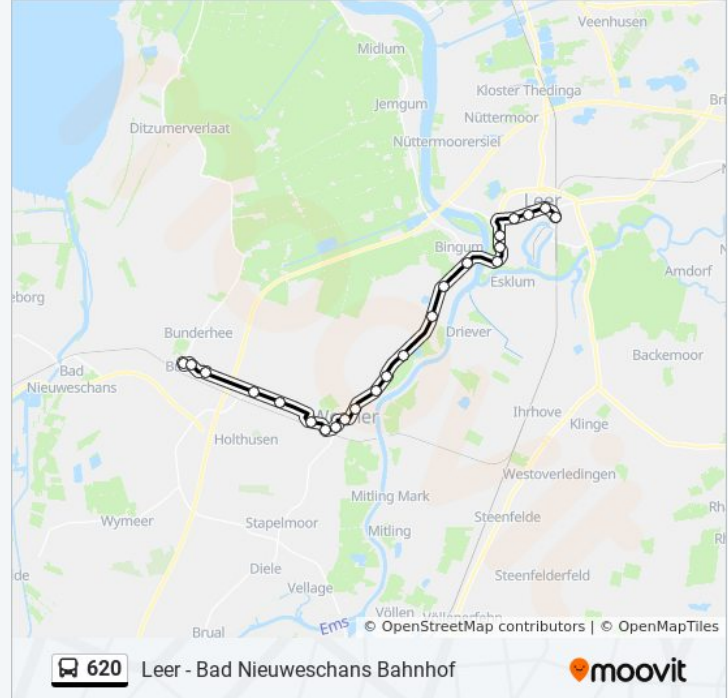 Veenhusen
Midlum
Kloster Thedinga
Jemgum
Nüttermoor
Ditzumerverlaat
Nüttermoorersiel
Leer
Bingum
Amdorf
Esklum
Driever
Bunderhee
Backemoor
Bad
Nieuweschans
Ihrhove
Klinge
Holthusen
Westoverledingen
Mitling Mark
Wymeer
Stapelmoor
Steenfelde
Mitling
Diele
Steenfelderfeld
Vellage
Völlen
Ems
Brual
© OpenStreetMap contributors | © OpenMapTiles
620 Leer - Bad Nieuweschans Bahnhof moovit